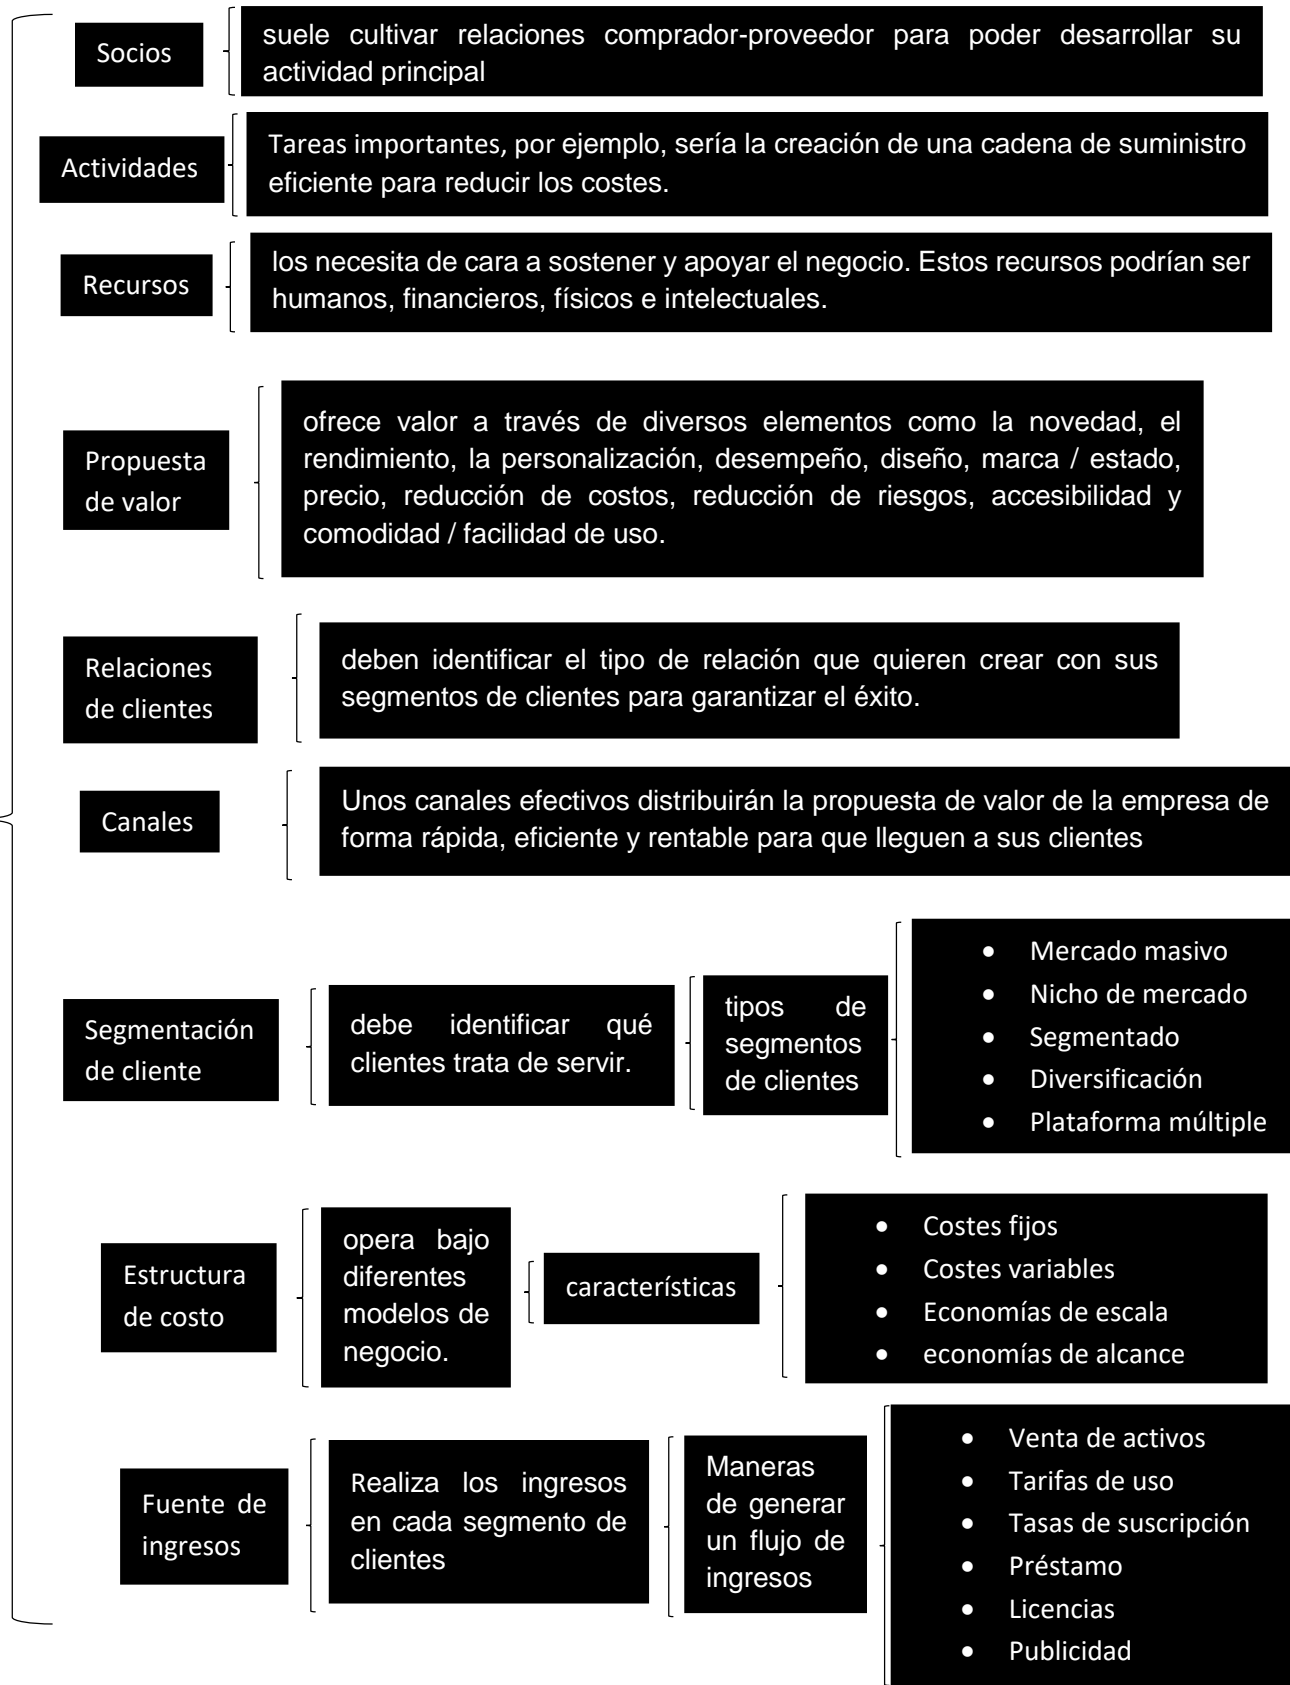 Socios
suele cultivar relaciones comprador-proveedor para poder desarrollar su
actividad principal
Actividades
Tareas importantes, por ejemplo, sería la creación de una cadena de suministro
eficiente para reducir los costes.
Recursos
los necesita de cara a sostener y apoyar el negocio. Estos recursos podrían ser
humanos, financieros, físicos e intelectuales.
Propuesta
de valor
ofrece valor a través de diversos elementos como la novedad, el
rendimiento, la personalización, desempeño, diseño, marca / estado,
precio, reducción de costos, reducción de riesgos, accesibilidad y
comodidad / facilidad de uso.
Relaciones
de clientes
deben identificar el tipo de relación que quieren crear con sus
segmentos de clientes para garantizar el éxito.
Canales
Unos canales efectivos distribuirán la propuesta de valor de la empresa de
forma rápida, eficiente y rentable para que lleguen a sus clientes
Segmentación
de cliente
debe identificar qué
clientes trata de servir.
tipos de
segmentos
de clientes
• Mercado masivo
• Nicho de mercado
• Segmentado
• Diversificación
• Plataforma múltiple
Estructura
de costo
opera bajo
diferentes
modelos de
negocio.
características
• Costes fijos
• Costes variables
• Economías de escala
• economías de alcance
Fuente de
ingresos
Realiza los ingresos
en cada segmento de
clientes
Maneras
de generar
un flujo de
ingresos
• Venta de activos
• Tarifas de uso
• Tasas de suscripción
• Préstamo
• Licencias
• Publicidad